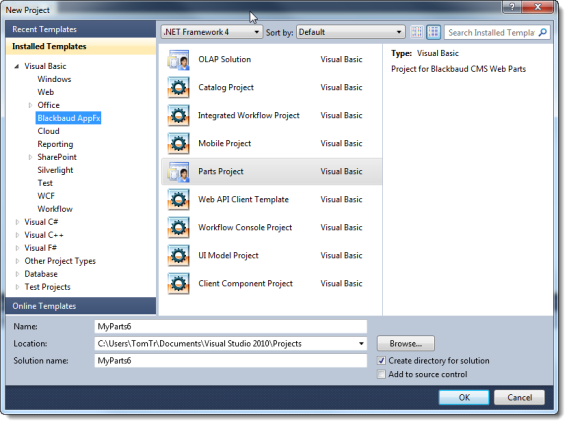 New Project
Recent Templates
.NET Framework 4
Sort by: Default
Search Installed Templa
Installed Templates
Visual Basic
Windows
Web
Office
Blackbaud AppFx
Cloud
Reporting
SharePoint
Silverlight
Test
WCF
Workflow
Visual C#
Visual C++
Visual F#
Other Project Types
Database
Test Projects
Online Templates
OLAP Solution Visual Basic
Catalog Project Visual Basic
Integrated Workflow Project Visual Basic
Mobile Project Visual Basic
Parts Project Visual Basic
Web API Client Template Visual Basic
Workflow Console Project Visual Basic
UI Model Project Visual Basic
Client Component Project Visual Basic
Type: Visual Basic
Project for Blackbaud CMS Web Parts
Name: MyParts6
Location: C:\Users\TomTr\Documents\Visual Studio 2010\Projects
Browse...
Solution name: MyParts6
Create directory for solution
Add to source control
OK
Cancel